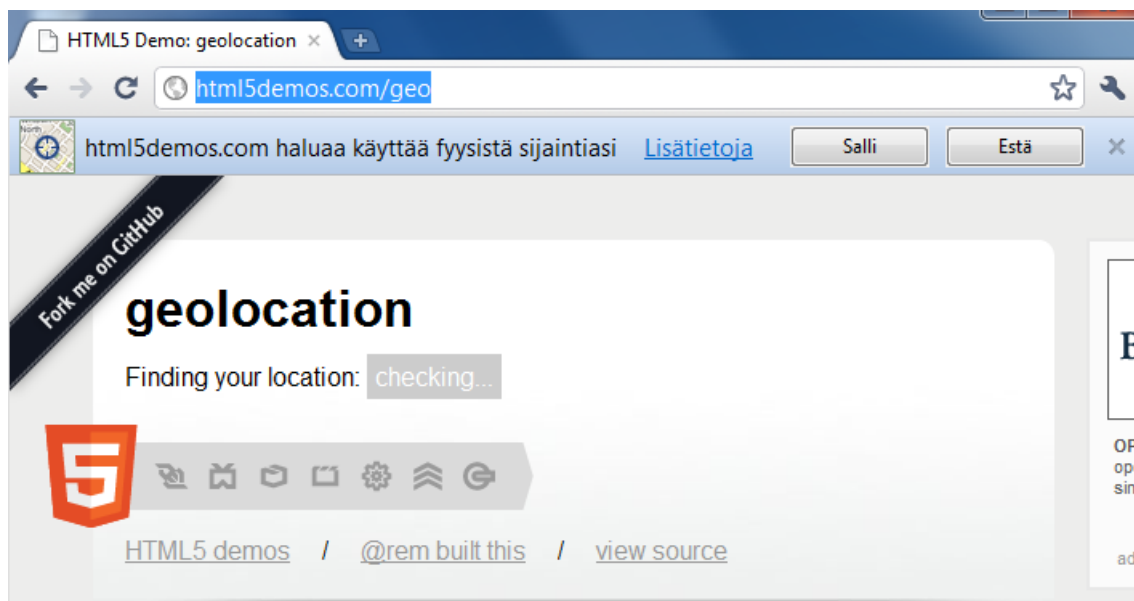 HTML5 Demo: geolocation
html5demos.com/geo
html5demos.com haluaa käyttää fyysistä sijaintiasi Lisätietoja Salli Estä
North
Fork me on GitHub
geolocation
Finding your location: checking...
HTML5 demos / @rem built this / view source